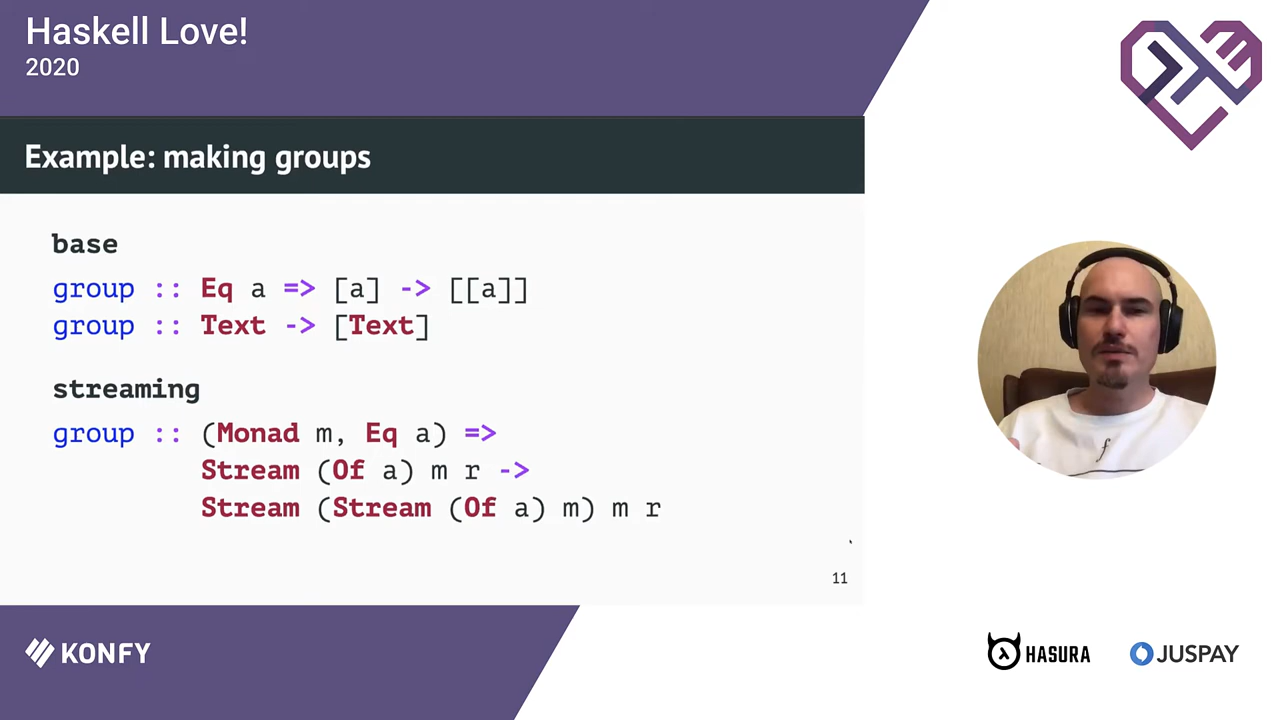 Haskell Love!
2020
Example: making groups
base
group :: Eq a => [a] -> [[a]]
group :: Text -> [Text]
streaming
group :: (Monad m, Eq a) =>
Stream (Of a) m r ->
Stream (Stream (Of a) m) m r
11
f
KONFY
HASURA
JUSPAY